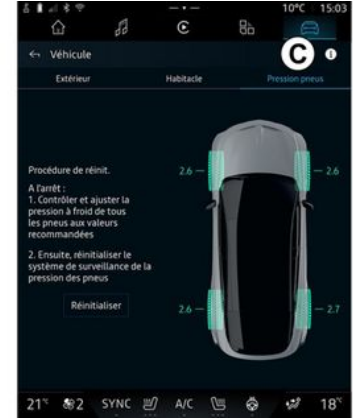 10°C 15:03
C
← Véhicule
Extérieur Habitacle Pression pneus
Procédure de réinit.
A l'arrêt :
1. Contrôler et ajuster la
pression à froid de tous
les pneus aux valeurs
recommandées
2. Ensuite, réinitialiser le
système de surveillance de la
pression des pneus
Réinitialiser
2.6 2.6
2.6 2.7
21° 2 SYNC A/C 18°